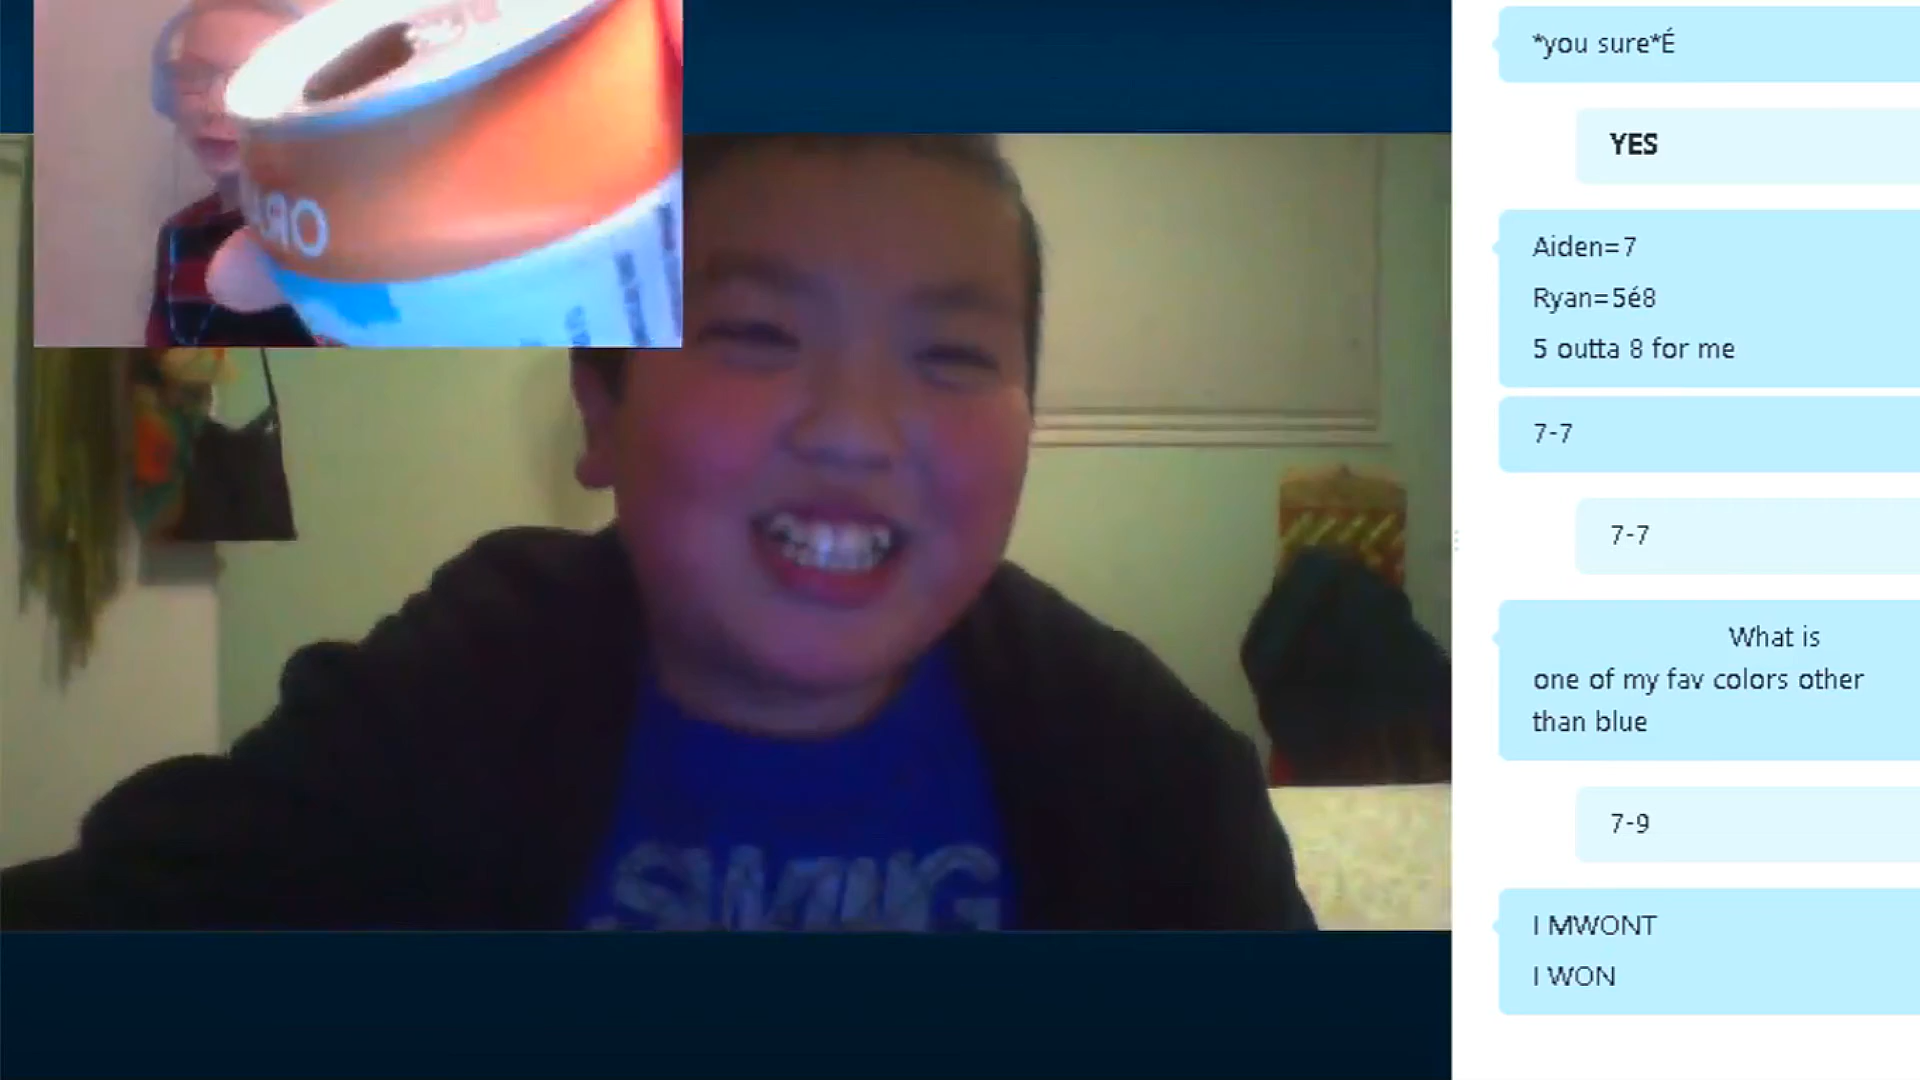 *you sure*É
YES
Aiden=7
Ryan=5é8
5 outta 8 for me
7-7
7-7
What is
one of my fav colors other
than blue
7-9
I MWONT
I WON